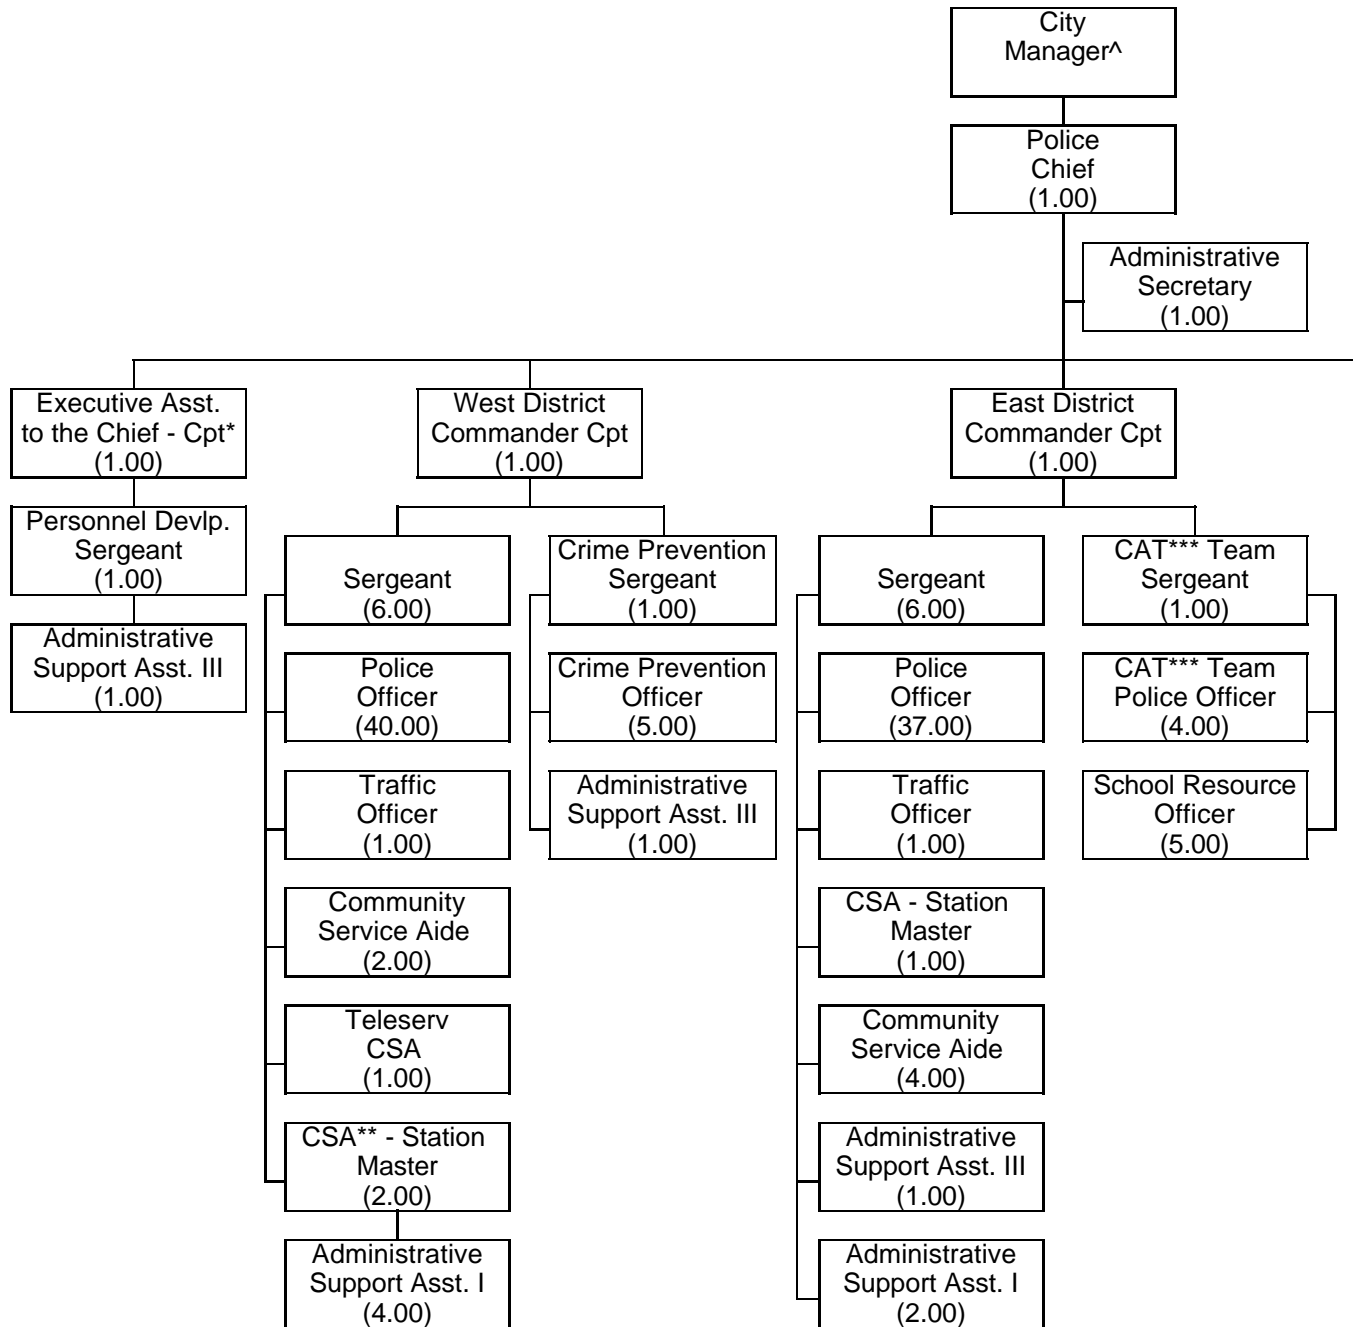 City
Manager^
Police
Chief
(1.00)
Administrative
Secretary
(1.00)
Executive Asst.
to the Chief - Cpt*
(1.00)
Personnel Devlp.
Sergeant
(1.00)
Administrative
Support Asst. III
(1.00)
West District
Commander Cpt
(1.00)
Sergeant
(6.00)
Police
Officer
(40.00)
Traffic
Officer
(1.00)
Community
Service Aide
(2.00)
Teleserv
CSA
(1.00)
CSA** - Station
Master
(2.00)
Administrative
Support Asst. I
(4.00)
Crime Prevention
Sergeant
(1.00)
Crime Prevention
Officer
(5.00)
Administrative
Support Asst. III
(1.00)
East District
Commander Cpt
(1.00)
Sergeant
(6.00)
Police
Officer
(37.00)
Traffic
Officer
(1.00)
CSA - Station
Master
(1.00)
Community
Service Aide
(4.00)
Administrative
Support Asst. III
(1.00)
Administrative
Support Asst. I
(2.00)
CAT*** Team
Sergeant
(1.00)
CAT*** Team
Police Officer
(4.00)
School Resource
Officer
(5.00)